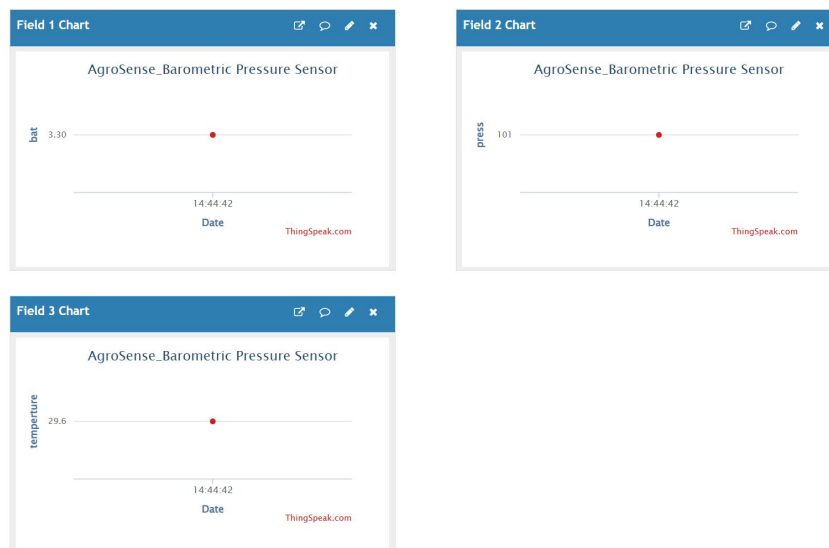 Field 1 Chart
AgroSense_Barometric Pressure Sensor
bat
3.30
14:44:42
Date
ThingSpeak.com
Field 2 Chart
AgroSense_Barometric Pressure Sensor
press
101
14:44:42
Date
ThingSpeak.com
Field 3 Chart
AgroSense_Barometric Pressure Sensor
temperture
29.6
14:44:42
Date
ThingSpeak.com